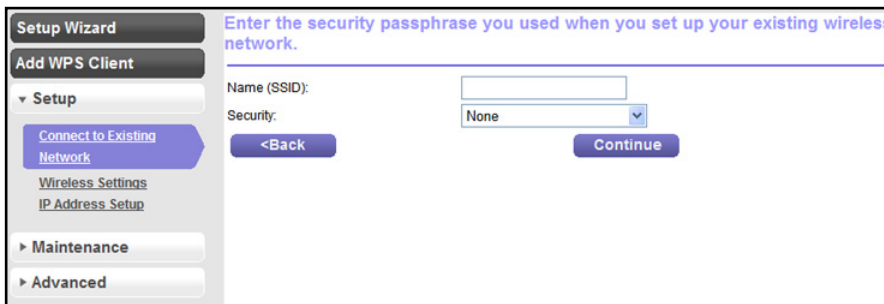 Setup Wizard
Add WPS Client
Setup
Connect to Existing
Network
Wireless Settings
IP Address Setup
Maintenance
Advanced
Enter the security passphrase you used when you set up your existing wireles
network.
Name (SSID):
Security: None
<Back Continue